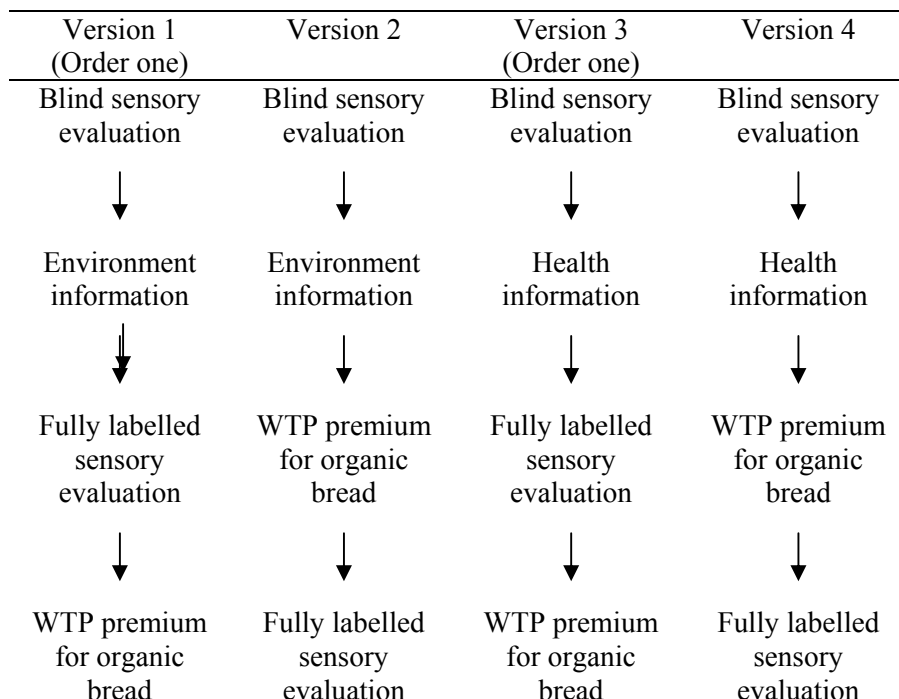 Version 1 Version 2 Version 3 Version 4
(Order one) (Order one)
Blind sensory Blind sensory Blind sensory Blind sensory
evaluation evaluation evaluation evaluation
Environment Environment Health Health
information information information information
Fully labelled WTP premium Fully labelled WTP premium
sensory for organic sensory for organic
evaluation bread evaluation bread
WTP premium Fully labelled WTP premium Fully labelled
for organic sensory for organic sensory
bread evaluation bread evaluation